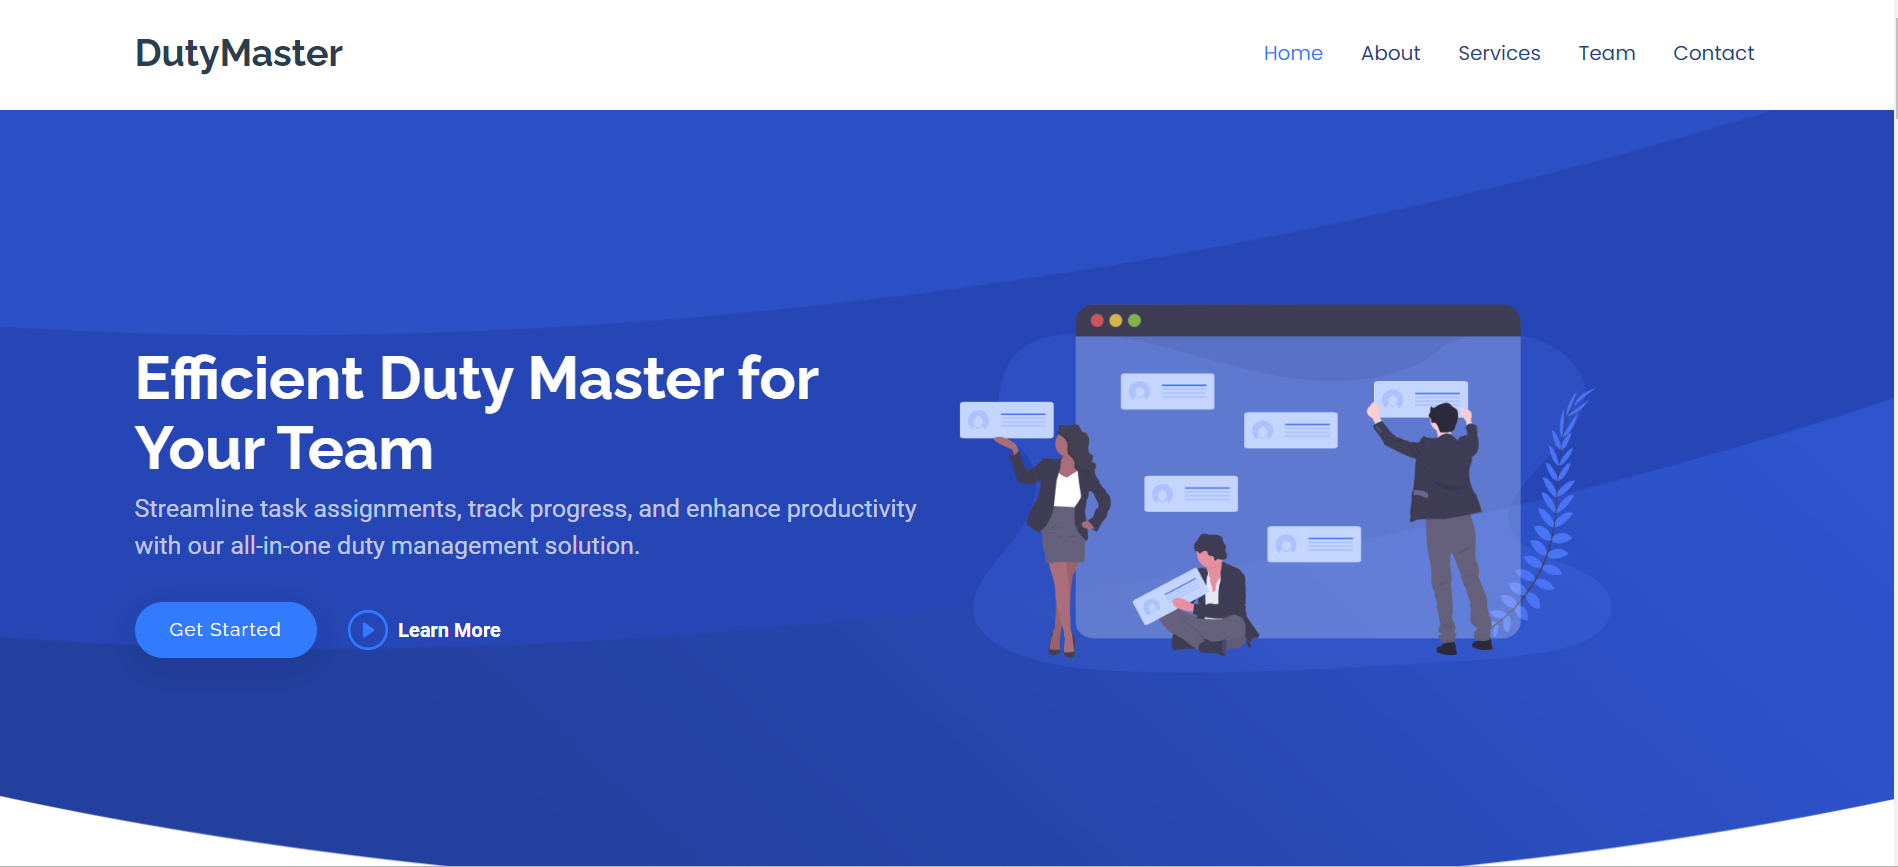 DutyMaster
Home About Services Team Contact
Efficient Duty Master for
Your Team
Streamline task assignments, track progress, and enhance productivity
with our all-in-one duty management solution.
Get Started Learn More